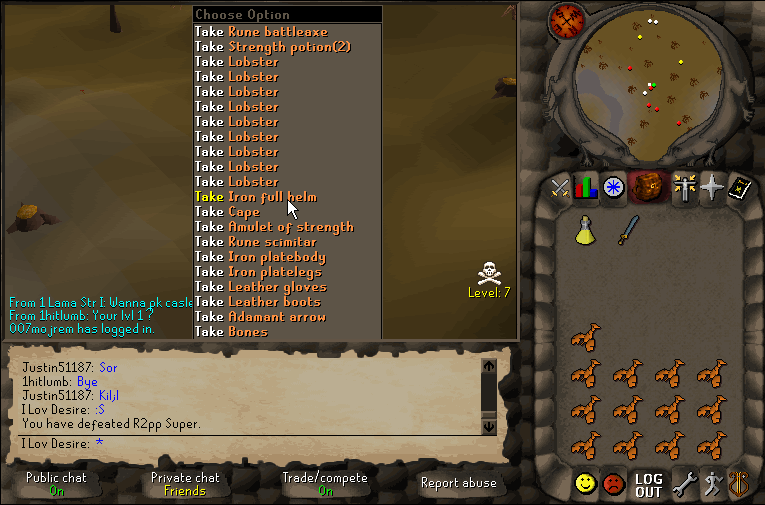 Choose Option
Take Rune battleaxe
Take Strength potion(2)
Take Lobster
Take Lobster
Take Lobster
Take Lobster
Take Lobster
Take Lobster
Take Lobster
Take Lobster
Take Lobster
Take Iron full helm
Take Cape
Take Amulet of strength
Take Rune scimitar
Take Iron platebody
Take Iron platelegs
Take Leather gloves
Take Leather boots
Take Adamant arrow
Take Bones
Level: 7
From 1 Lama Str I: Wanna pk casle
From 1hitlumb: Your lvl 1 ?
007mojrem has logged in.
Justin51187: Sor
1hitlumb: Bye
Justin51187: Kil;l
I Lov Desire: :S
You have defeated R2pp Super.
I Lov Desire: *
Public chat
On
Private chat
Friends
Trade/compete
On
Report abuse
LOG
OUT